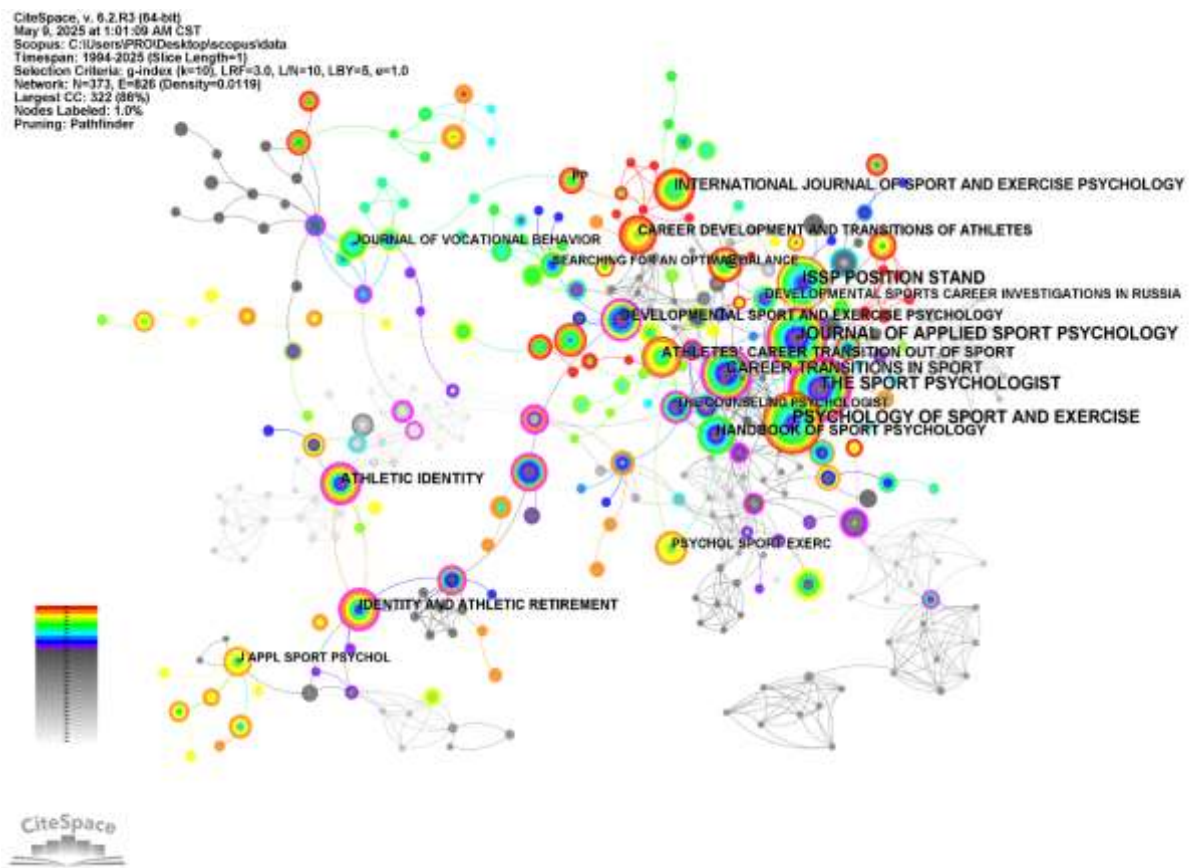 CiteSpace, v. 6.2.R3 (64-bit)
May 9, 2025 at 1:01:09 AM CST
Scopus: C:\Users\PRO\Desktop\scopus\data
Timespan: 1994-2025 (Slice Length=1)
Selection Criteria: g-index (k=10), LRF=3.0, L/N=10, LBY=5, e=1.0
Network: N=373, E=826 (Density=0.0119)
Largest CC: 322 (86%)
Nodes Labeled: 1.0%
Pruning: Pathfinder
PP
INTERNATIONAL JOURNAL OF SPORT AND EXERCISE PSYCHOLOGY
CAREER DEVELOPMENT AND TRANSITIONS OF ATHLETES
JOURNAL OF VOCATIONAL BEHAVIOR
SEARCHING FOR AN OPTIMAL BALANCE
ISSP POSITION STAND
DEVELOPMENTAL SPORTS CAREER INVESTIGATIONS IN RUSSIA
DEVELOPMENTAL SPORT AND EXERCISE PSYCHOLOGY
JOURNAL OF APPLIED SPORT PSYCHOLOGY
ATHLETES' CAREER TRANSITION OUT OF SPORT
CAREER TRANSITIONS IN SPORT
THE SPORT PSYCHOLOGIST
THE COUNSELING PSYCHOLOGIST
PSYCHOLOGY OF SPORT AND EXERCISE
HANDBOOK OF SPORT PSYCHOLOGY
ATHLETIC IDENTITY
PSYCHOL SPORT EXERC
IDENTITY AND ATHLETIC RETIREMENT
J APPL SPORT PSYCHOL
CiteSpace